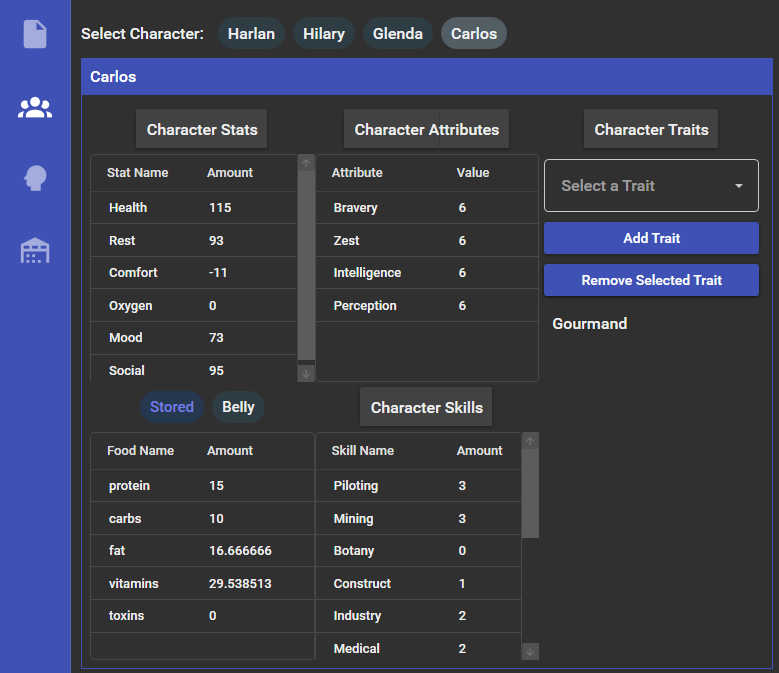 Select Character: Harlan Hilary Glenda Carlos
Carlos
Character Stats
Stat Name Amount
Health 115
Rest 93
Comfort -11
Oxygen 0
Mood 73
Social 95
Character Attributes
Attribute Value
Bravery 6
Zest 6
Intelligence 6
Perception 6
Character Traits
Select a Trait
Add Trait
Remove Selected Trait
Gourmand
Stored Belly
Food Name Amount
protein 15
carbs 10
fat 16.666666
vitamins 29.538513
toxins 0
Character Skills
Skill Name Amount
Piloting 3
Mining 3
Botany 0
Construct 1
Industry 2
Medical 2